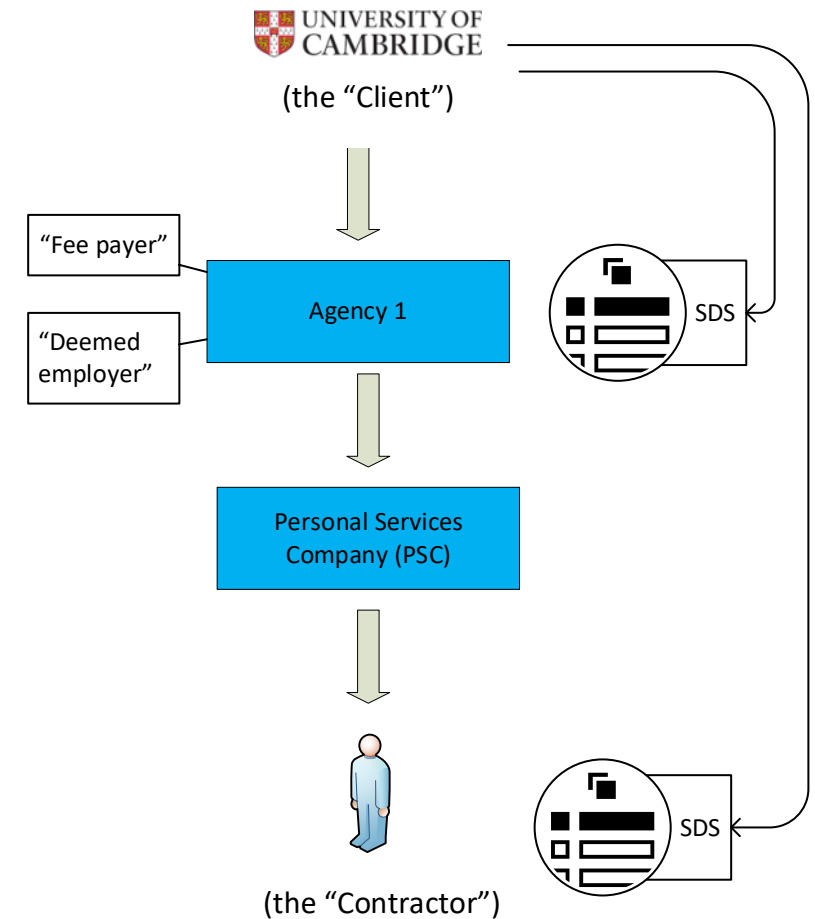 UNIVERSITY OF
CAMBRIDGE
(the “Client”)
“Fee payer”
Agency 1
SDS
“Deemed
employer”
Personal Services
Company (PSC)
SDS
(the “Contractor”)